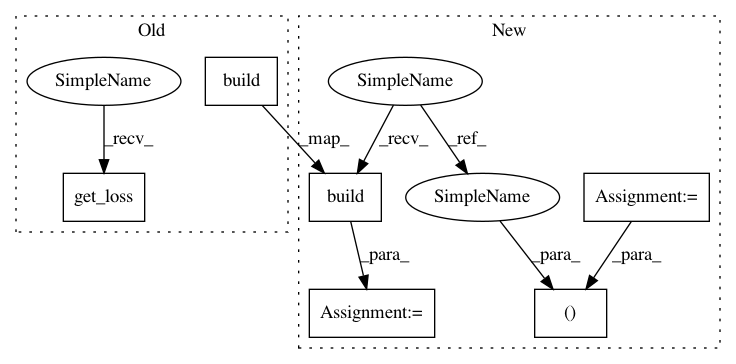 Old
New
SimpleName
build
SimpleName
_recv_
_map_
_recv_
_ref_
get_loss
build
SimpleName
Assignment:=
_para_
_para_
_para_
Assignment:=
()